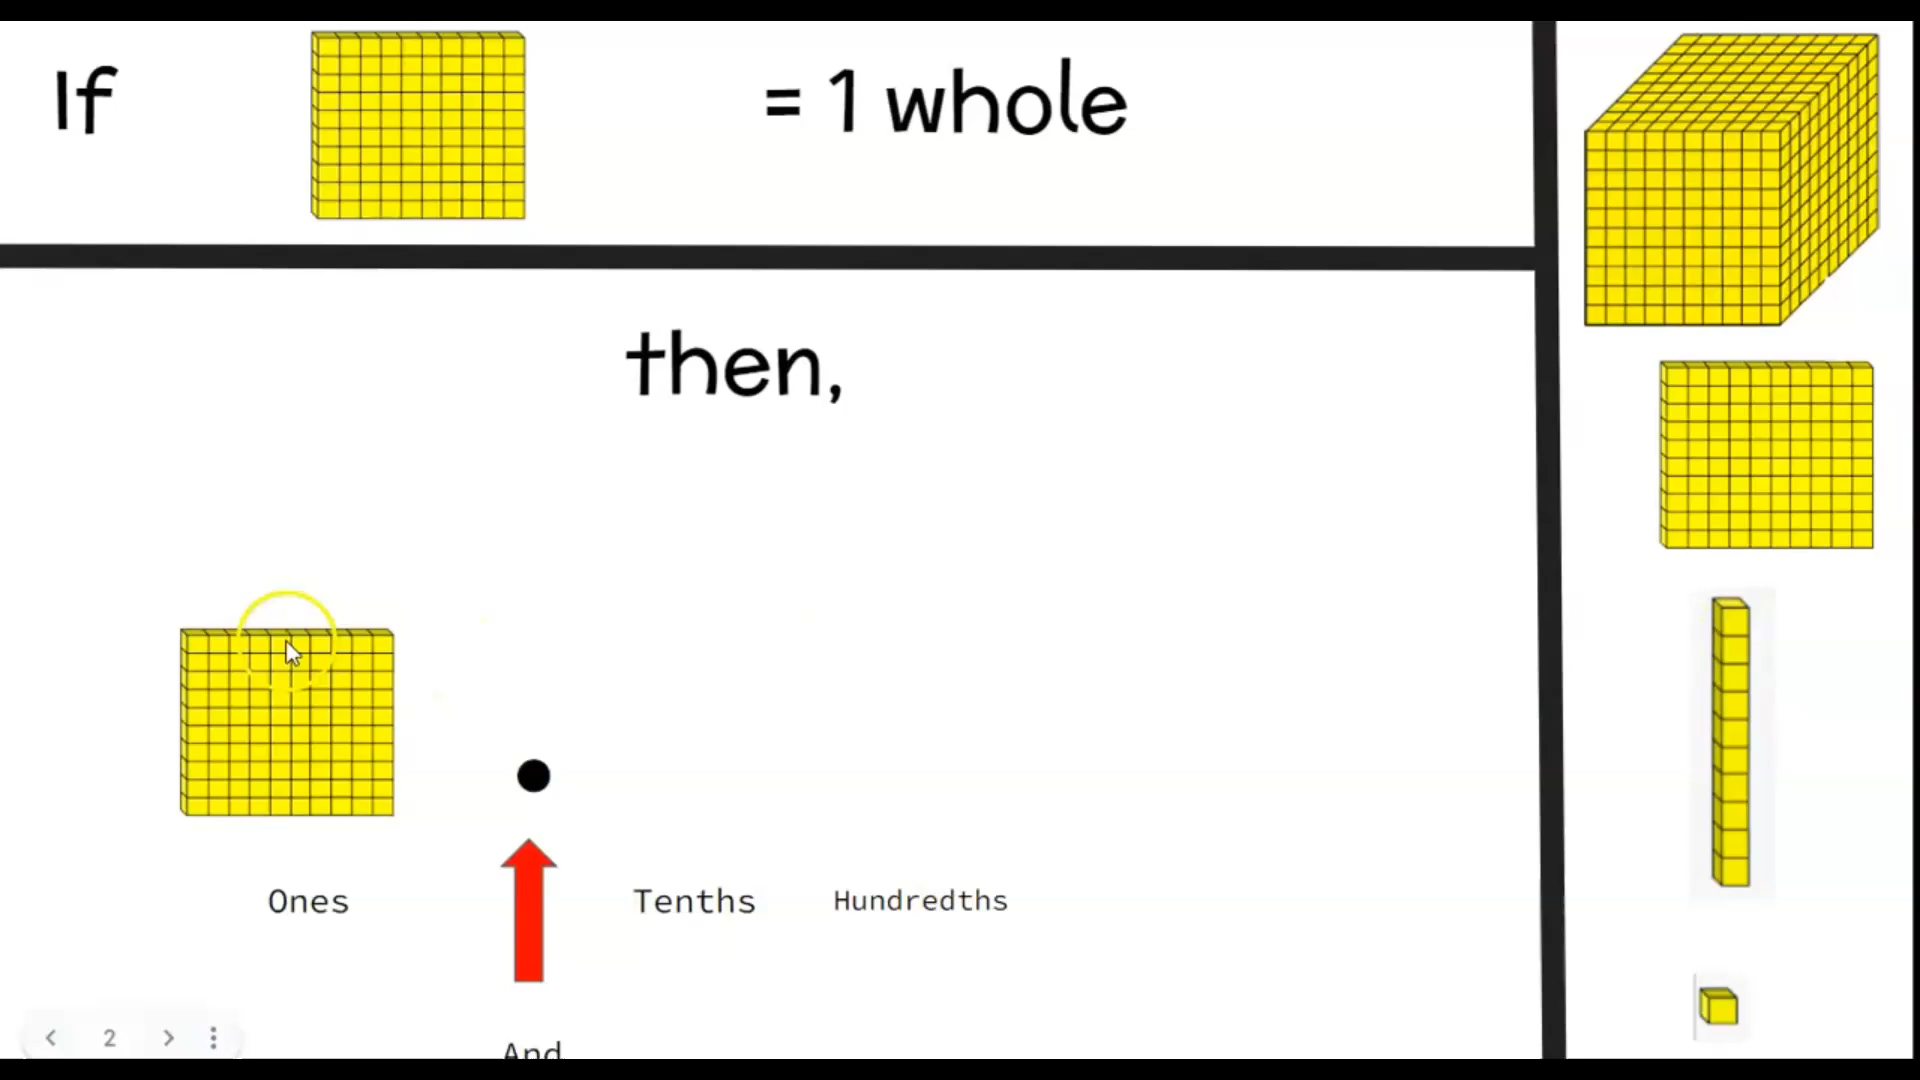 If = 1 whole
then,
Ones Tenths Hundredths
And
2